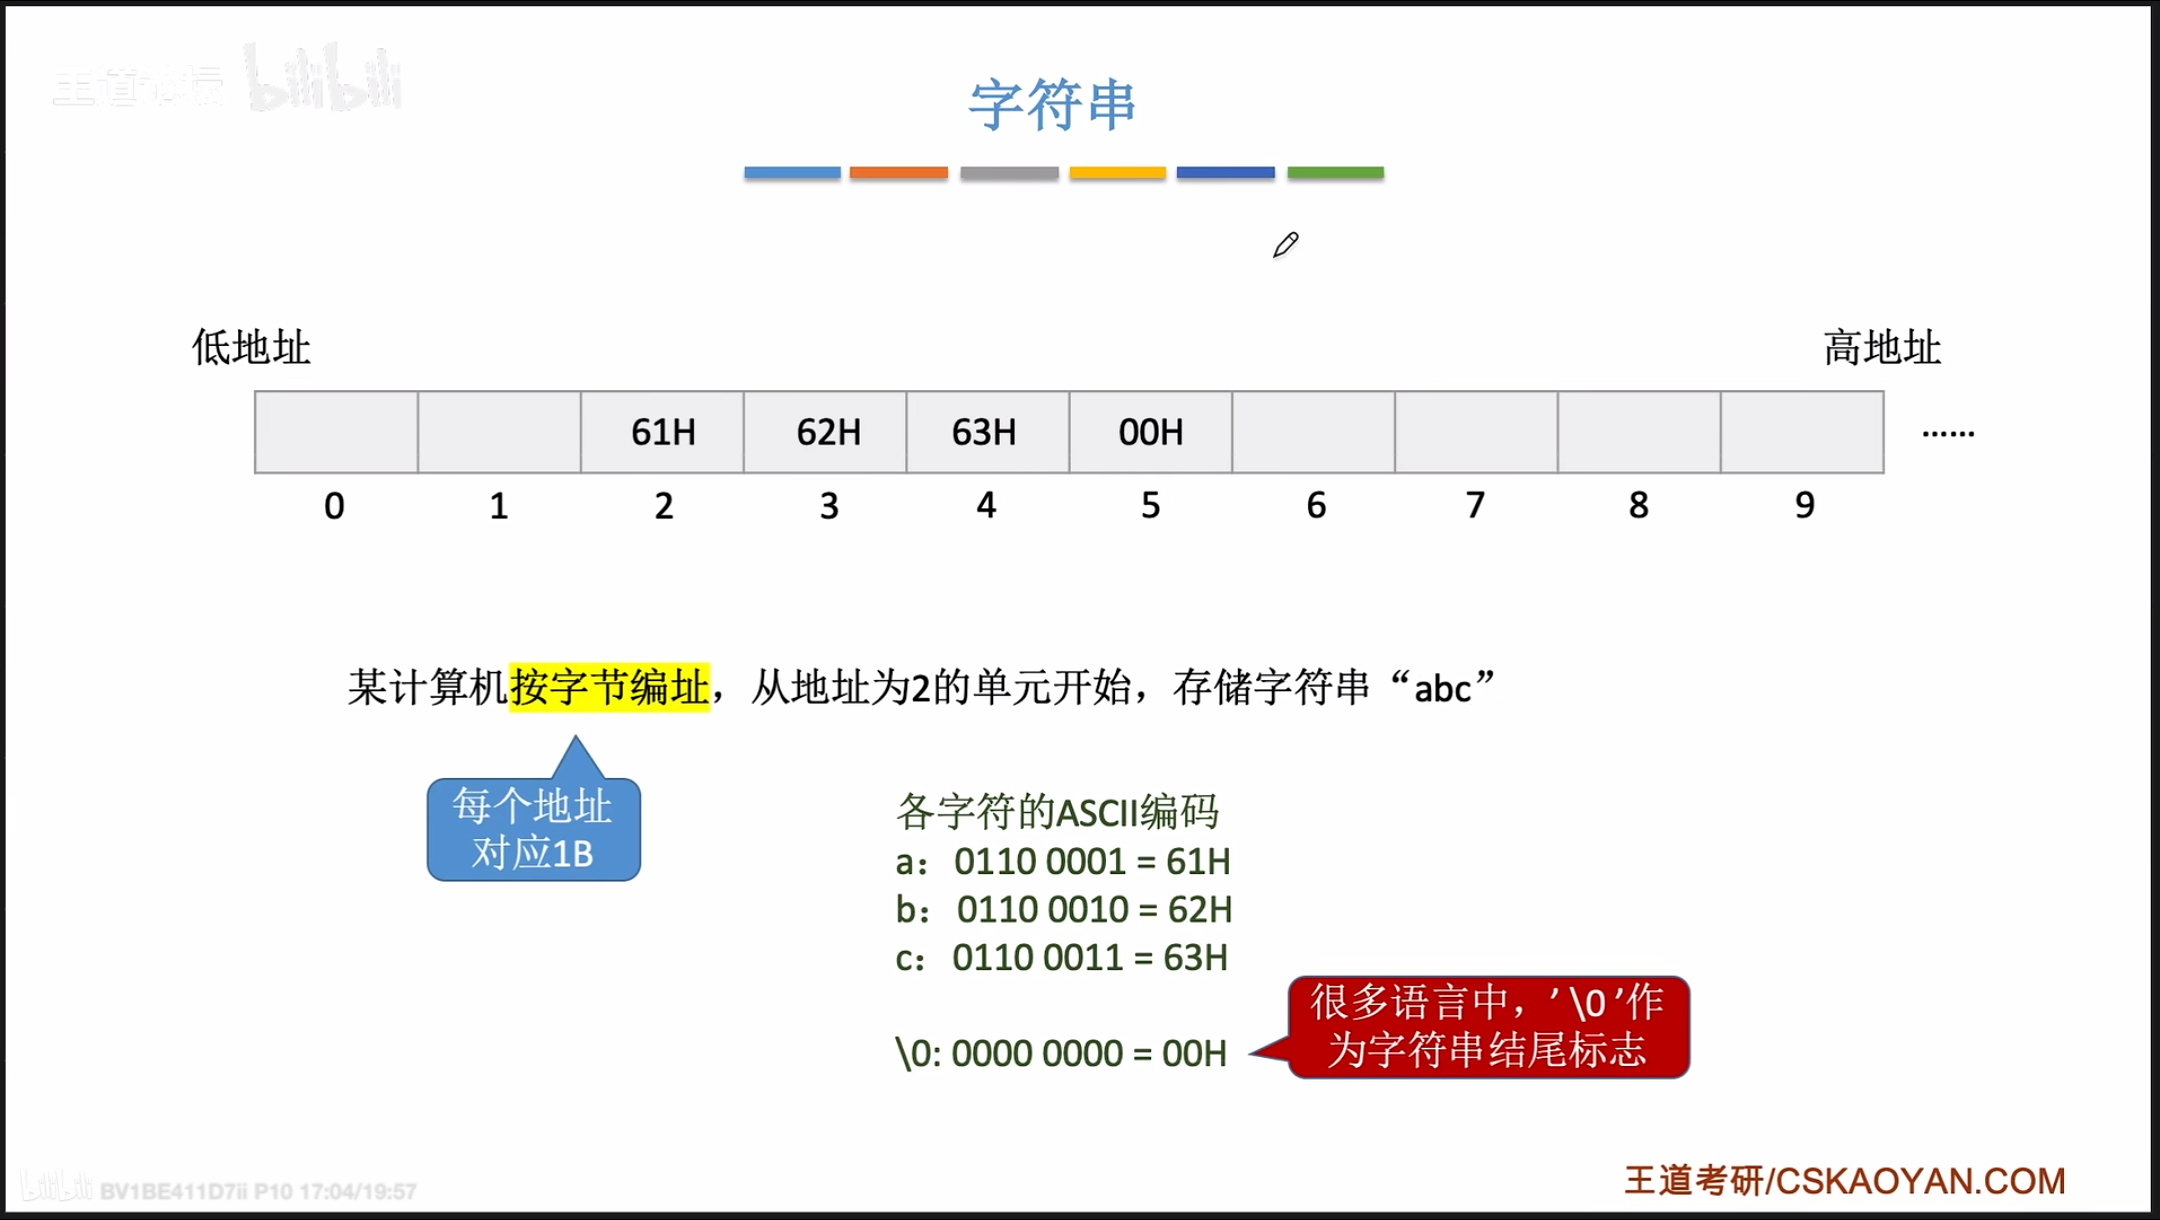 王道论坛 bilibili
字符串
低地址
高地址
61H 62H 63H 00H ……
0 1 2 3 4 5 6 7 8 9
某计算机按字节编址，从地址为2的单元开始，存储字符串“abc”
每个地址
对应1B
各字符的ASCII编码
a： 0110 0001 = 61H
b： 0110 0010 = 62H
c： 0110 0011 = 63H
\0: 0000 0000 = 00H
很多语言中，’\0’作
为字符串结尾标志
王道考研/CSKAOYAN.COM
bilibili BV1BE411D7ii P10 17:04/19:57